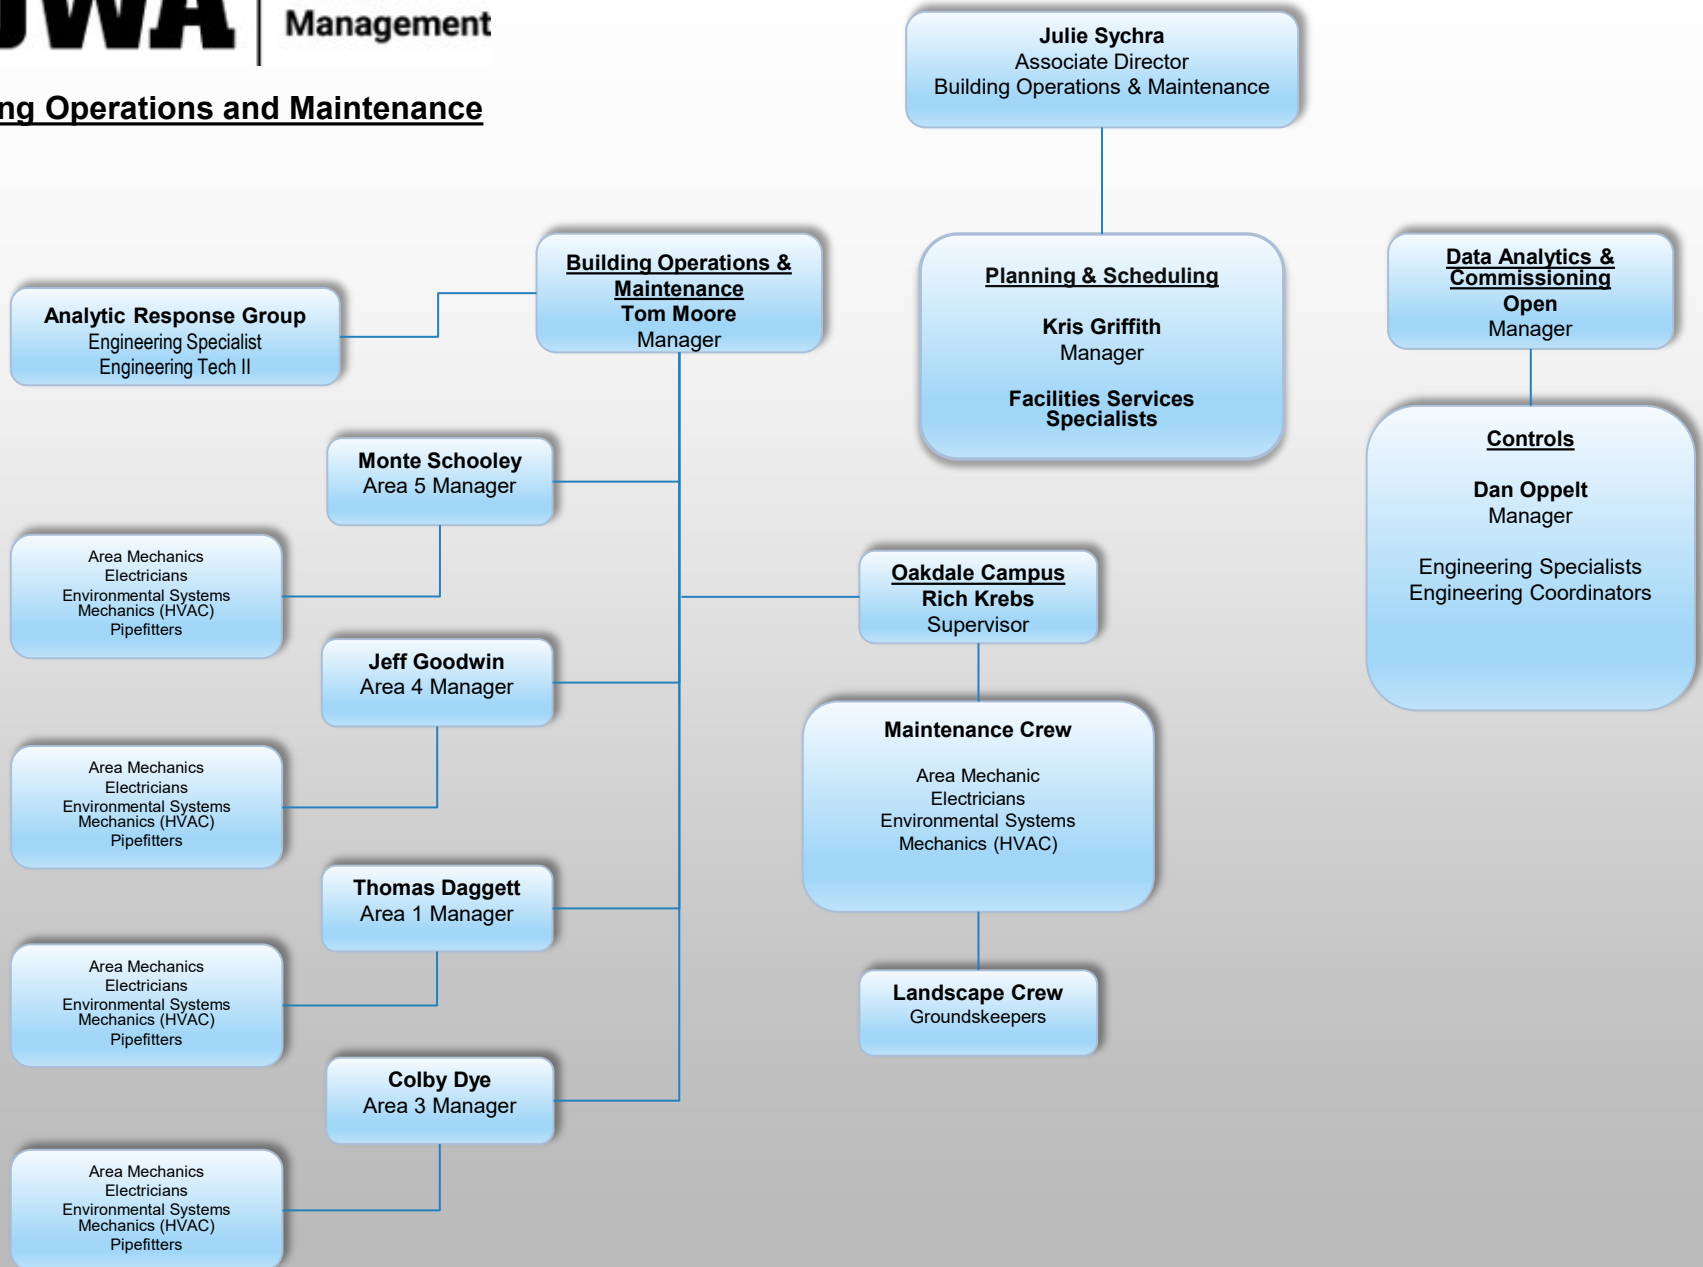 Management
Operations and Maintenance
Julie Sychra
Associate Director
Building Operations & Maintenance
Building Operations &
Maintenance
Tom Moore
Manager
Analytic Response Group
Engineering Specialist
Engineering Tech II
Planning & Scheduling
Kris Griffith
Manager
Facilities Services
Specialists
Data Analytics &
Commissioning
Open
Manager
Controls
Dan Oppelt
Manager
Engineering Specialists
Engineering Coordinators
Monte Schooley
Area 5 Manager
Area Mechanics
Electricians
Environmental Systems
Mechanics (HVAC)
Pipefitters
Jeff Goodwin
Area 4 Manager
Area Mechanics
Electricians
Environmental Systems
Mechanics (HVAC)
Pipefitters
Thomas Daggett
Area 1 Manager
Area Mechanics
Electricians
Environmental Systems
Mechanics (HVAC)
Pipefitters
Colby Dye
Area 3 Manager
Area Mechanics
Electricians
Environmental Systems
Mechanics (HVAC)
Pipefitters
Oakdale Campus
Rich Krebs
Supervisor
Maintenance Crew
Area Mechanic
Electricians
Environmental Systems
Mechanics (HVAC)
Landscape Crew
Groundskeepers